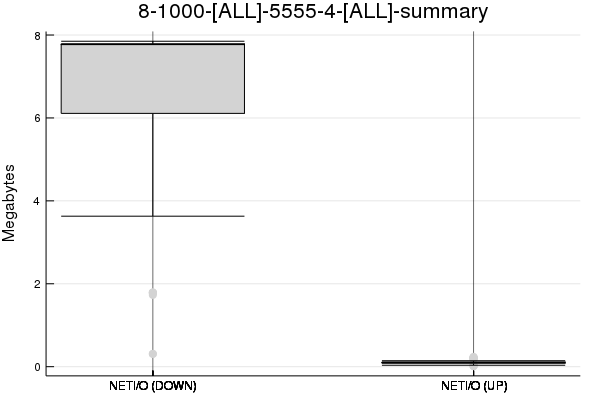 8-1000-[ALL]-5555-4-[ALL]-summary
Megabytes
8
6
4
2
0
NETI/O (DOWN)
NETI/O (UP)